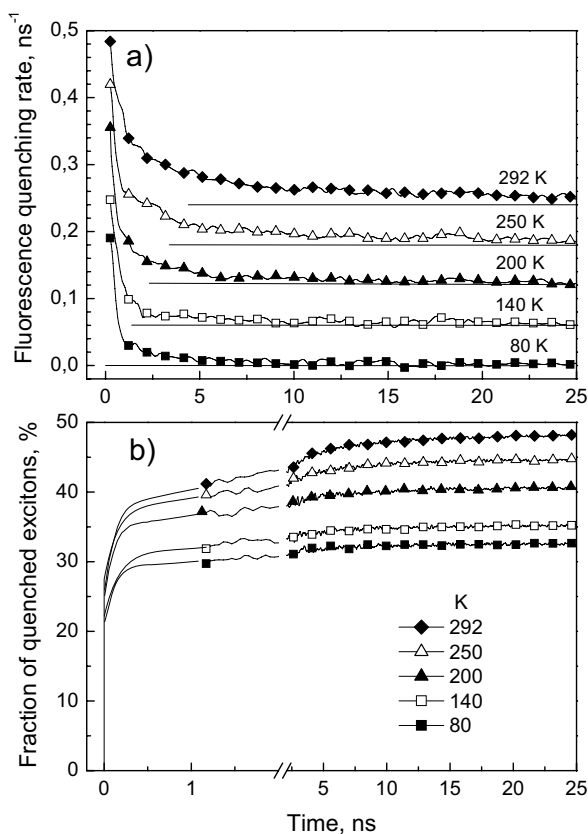 Fluorescence quenching rate, ns⁻¹
0,5
0,4
0,3
0,2
0,1
0,0
a)
292 K
250 K
200 K
140 K
80 K
0 5 10 15 20 25
Fraction of quenched excitons, %
50
40
30
20
10
0
b)
K
292
250
200
140
80
0 1 5 10 15 20 25
Time, ns